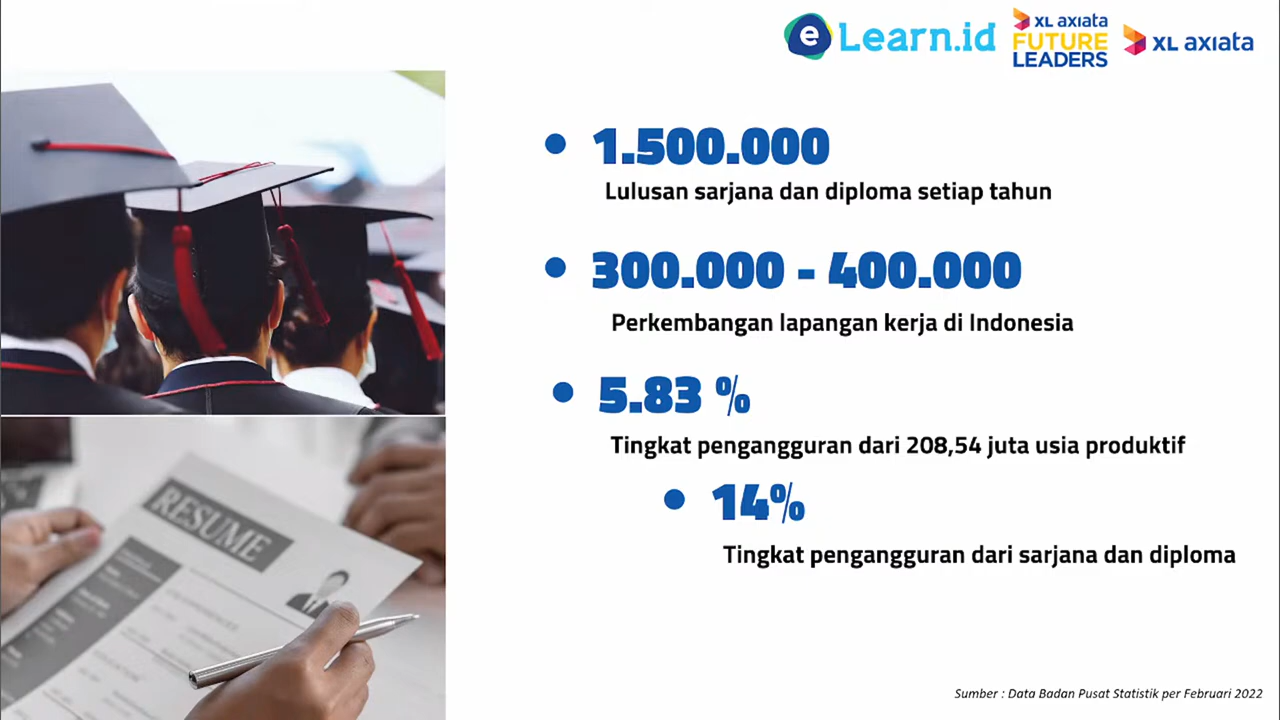 e Learn.id
XL axiata
FUTURE
LEADERS
XL axiata
1.500.000
Lulusan sarjana dan diploma setiap tahun
300.000 - 400.000
Perkembangan lapangan kerja di Indonesia
5.83 %
Tingkat pengangguran dari 208,54 juta usia produktif
14%
Tingkat pengangguran dari sarjana dan diploma
RESUME
Sumber : Data Badan Pusat Statistik per Februari 2022